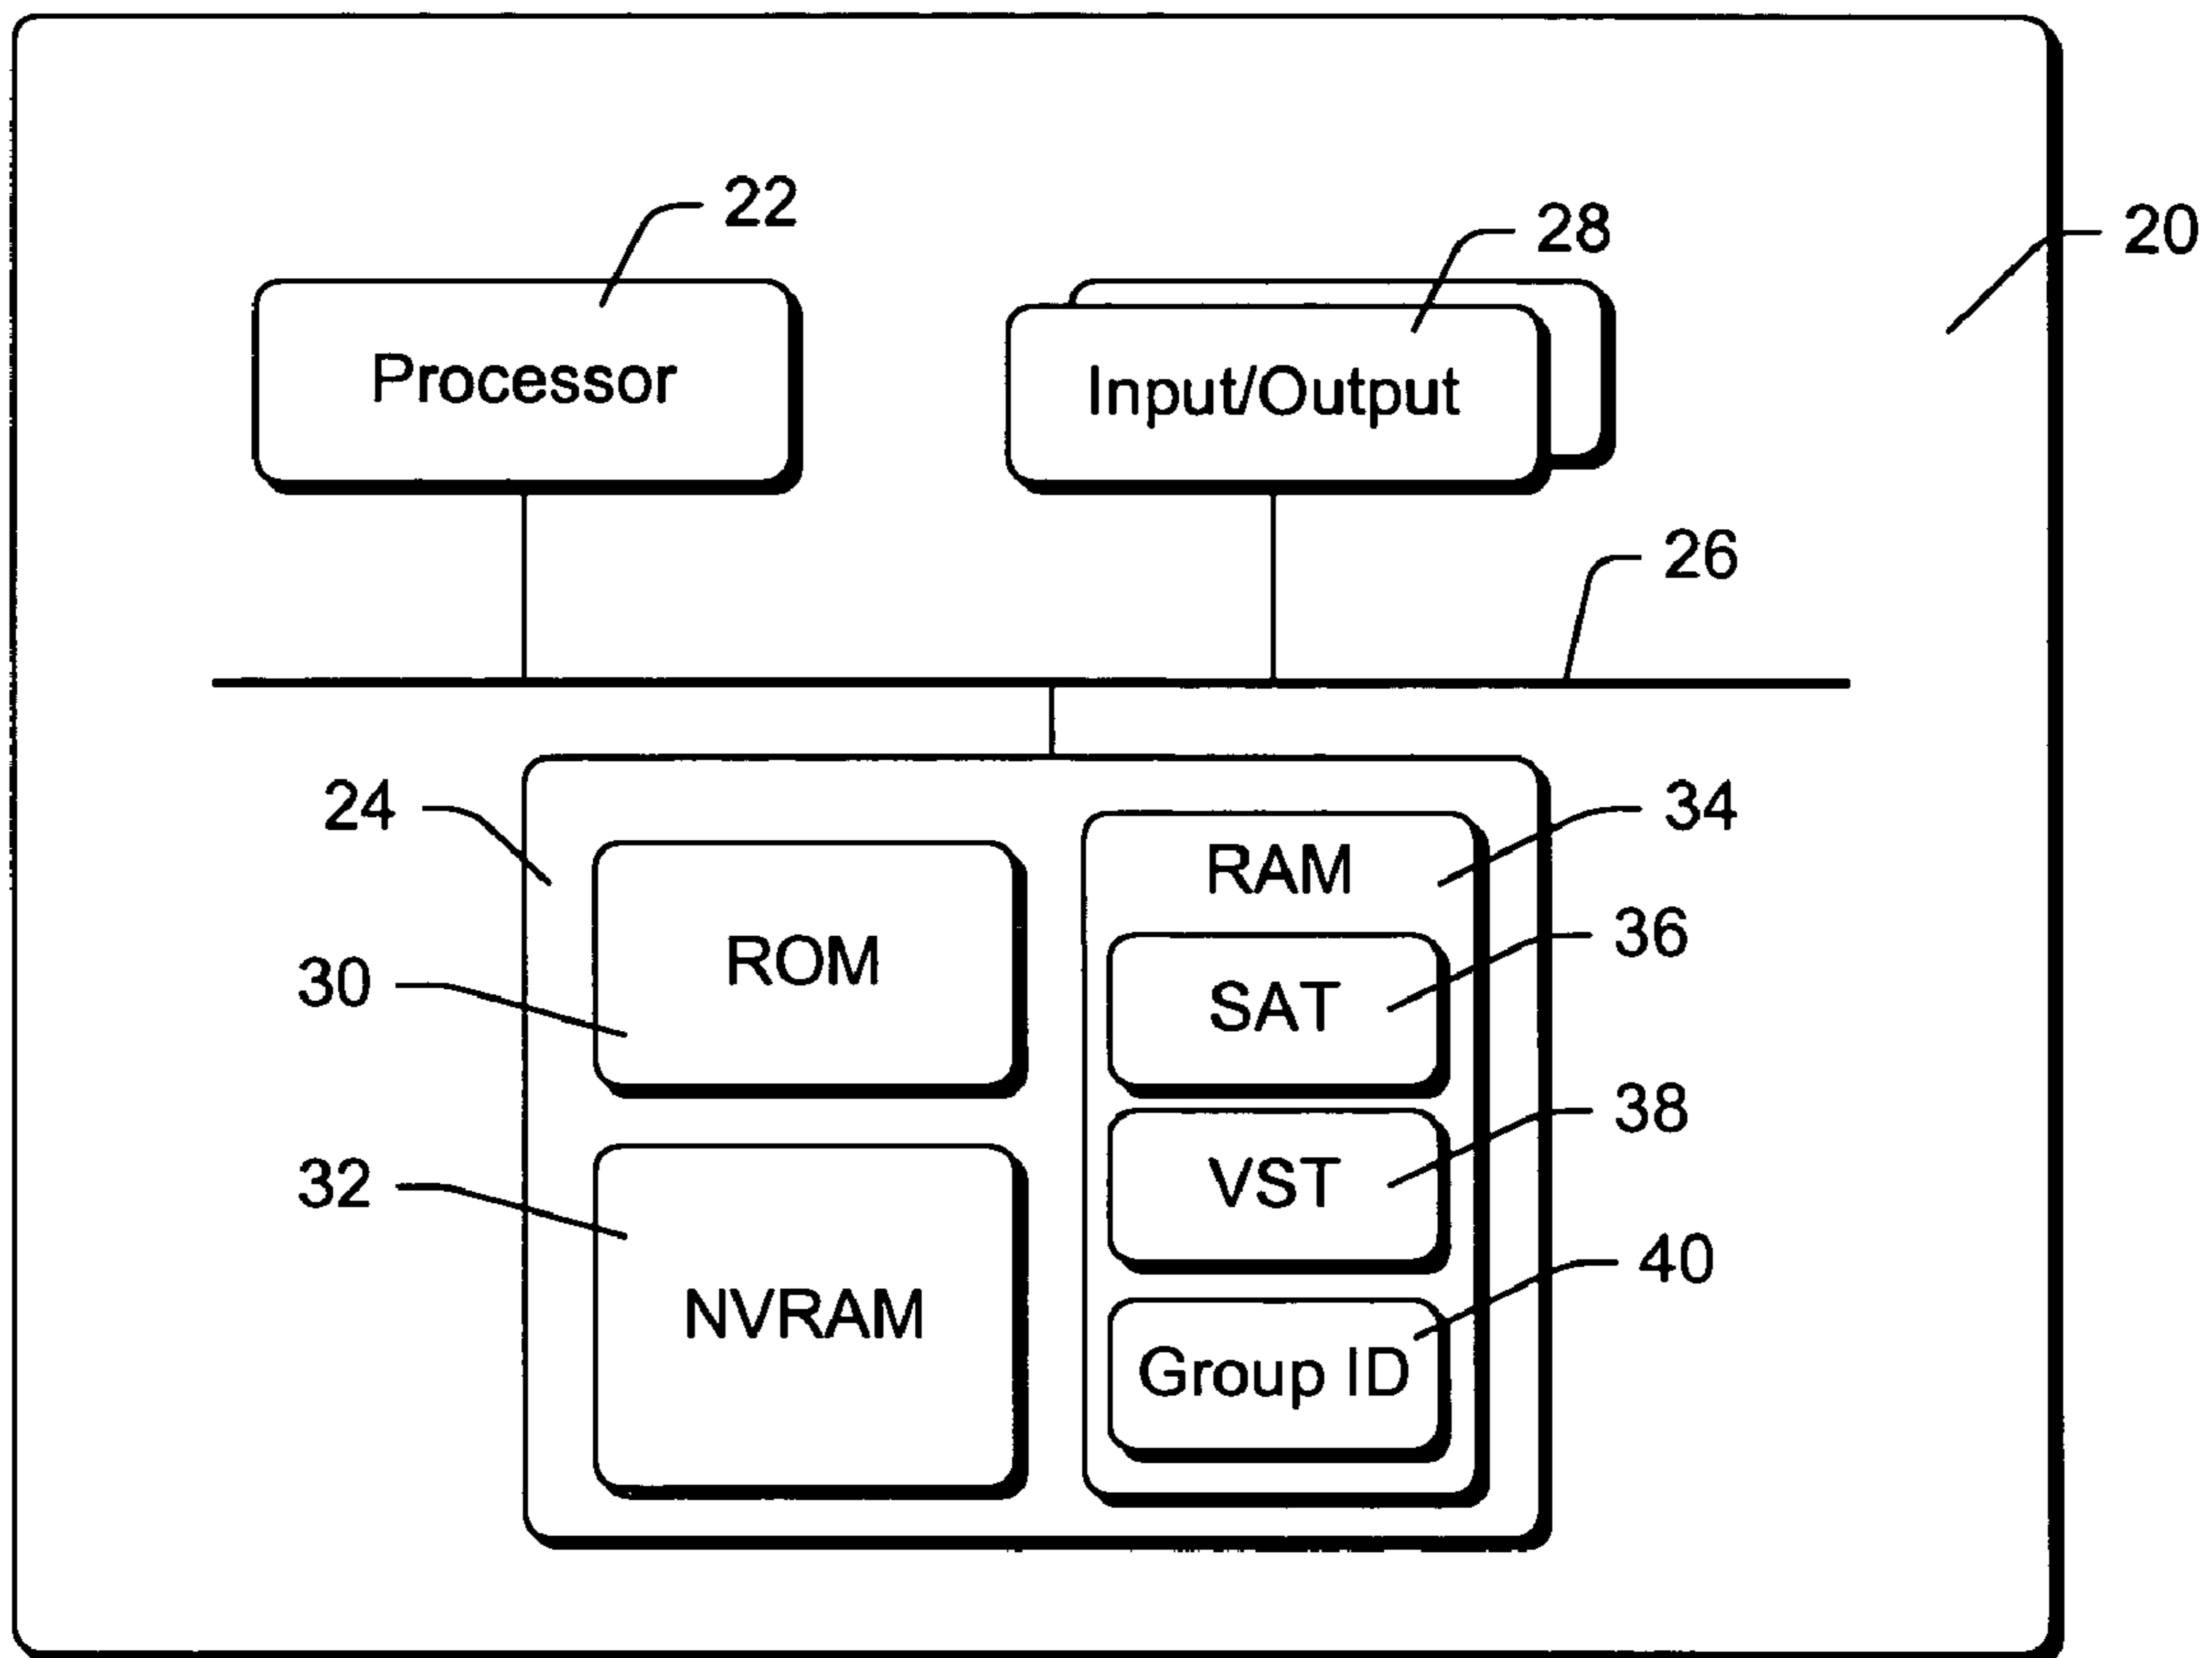 22
28
20
Processor
Input/Output
26
24
34
RAM
36
ROM
30
SAT
38
32
VST
40
NVRAM
Group ID